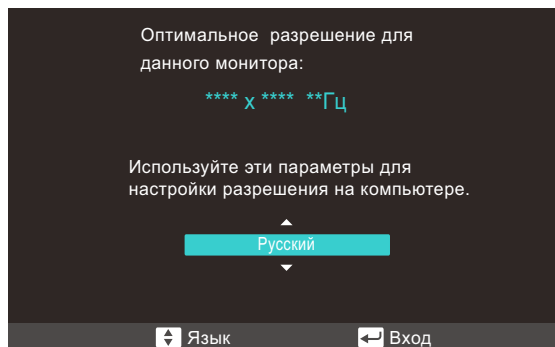 Оптимальное разрешение для
данного монитора:
**** x **** **Гц
Используйте эти параметры для
настройки разрешения на компьютере.
Русский
Язык
Вход